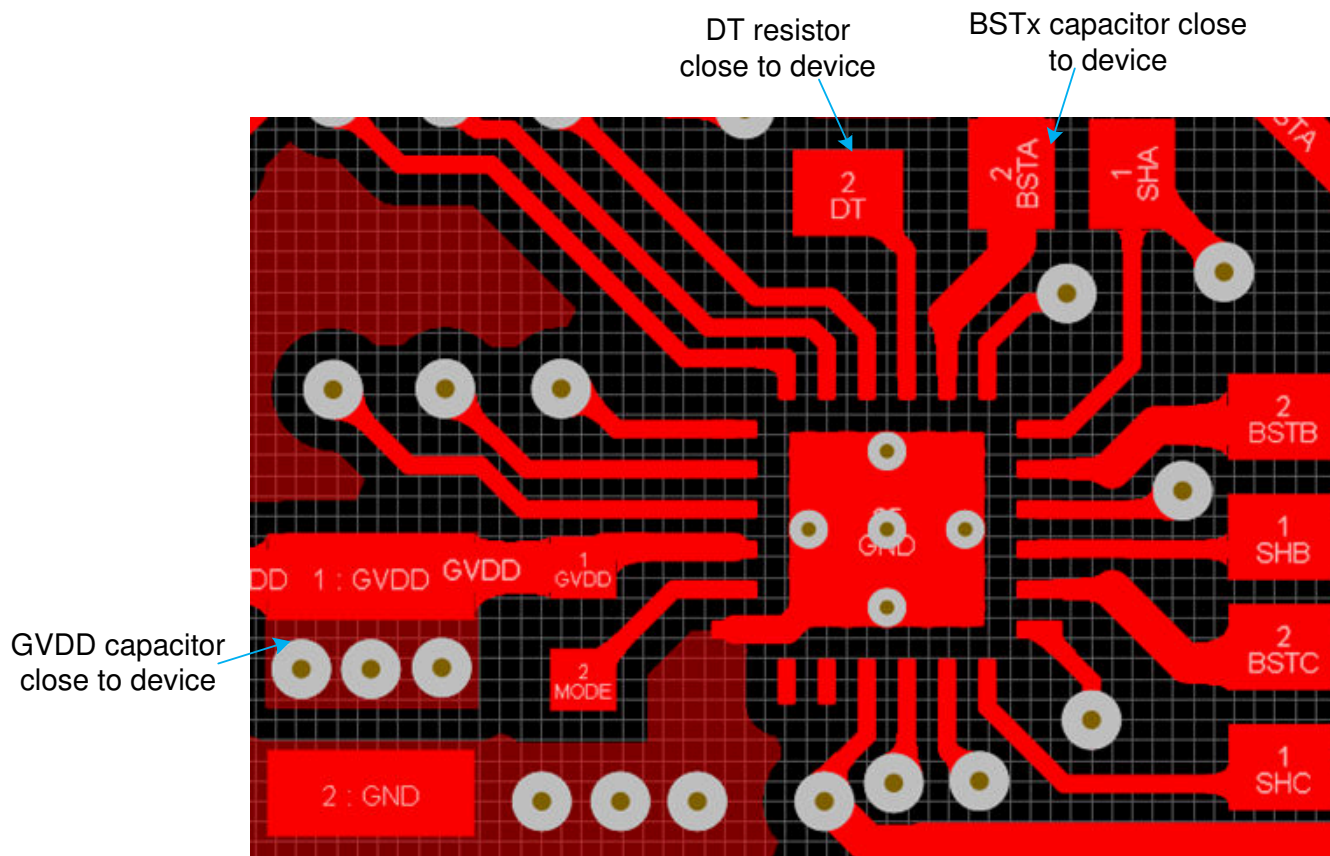 DT resistor
close to device
BSTx capacitor close
to device
2
DT
2
BSTA
1
SHA
STA
2
BSTB
GND
1
SHB
DD
1 : GVDD
GVDD
1
GVDD
GVDD capacitor
close to device
2
MODE
2
BSTC
2 : GND
1
SHC